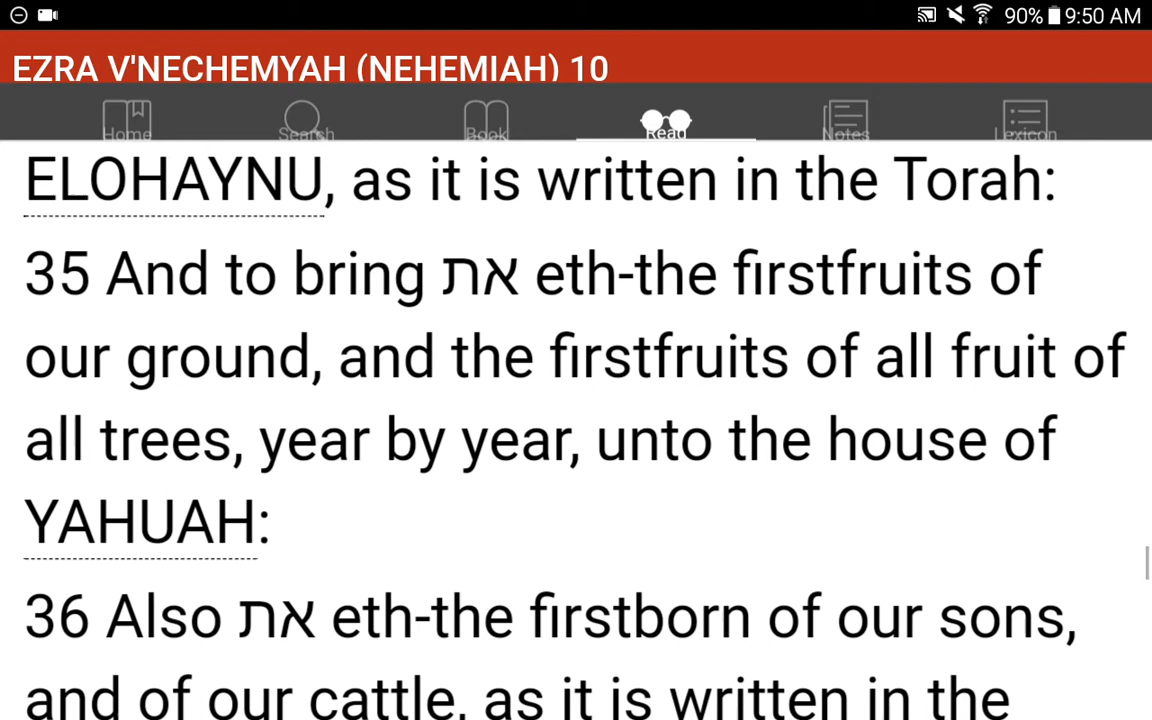 90% 9:50 AM
EZRA V'NECHEMYAH (NEHEMIAH) 10
Home Search Book Read Notes Lexicon
ELOHAYNU, as it is written in the Torah:
35 And to bring את eth-the firstfruits of
our ground, and the firstfruits of all fruit of
all trees, year by year, unto the house of
YAHUAH:
36 Also את eth-the firstborn of our sons,
and of our cattle, as it is written in the